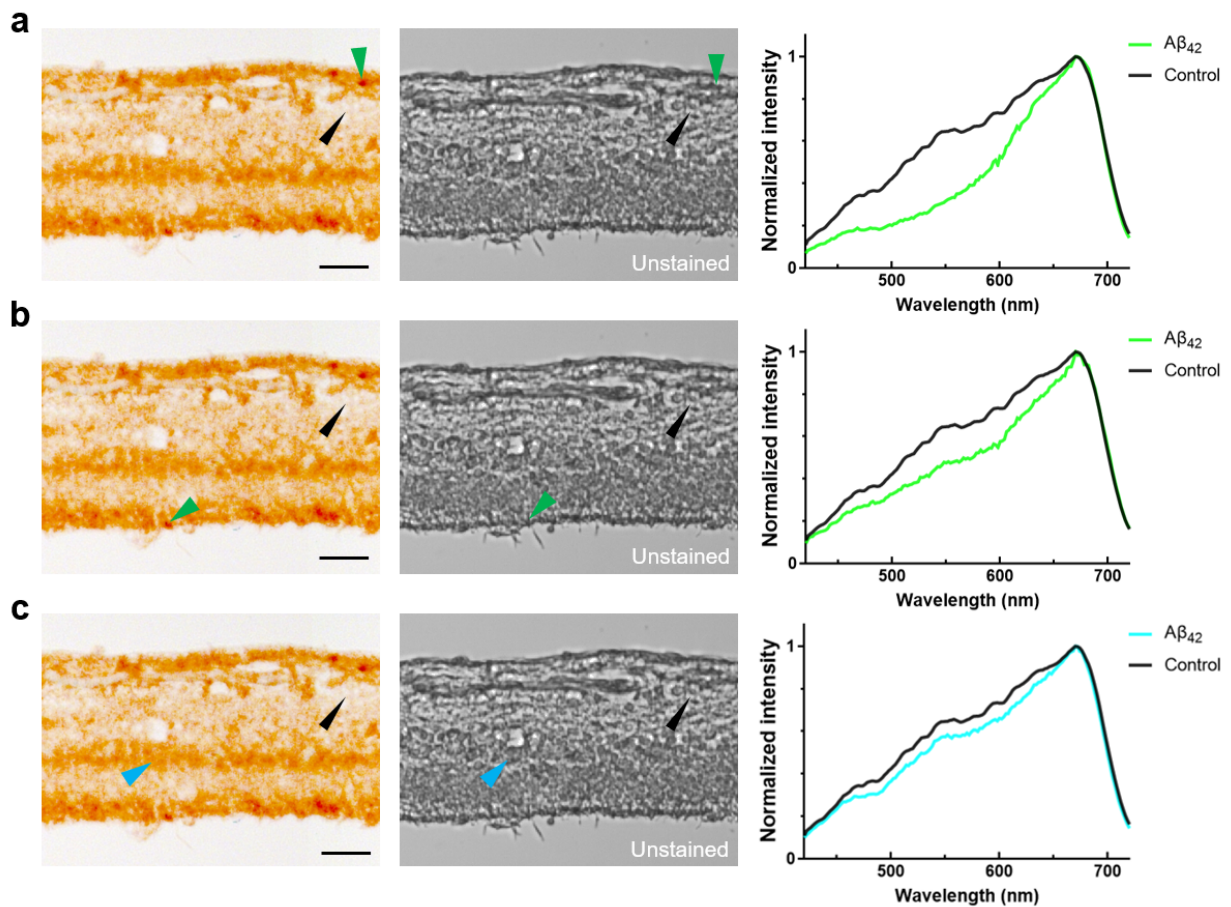 a
Unstained
Normalized intensity
1
0
500
600
700
Wavelength (nm)
Aβ₄₂
Control
b
Unstained
Normalized intensity
1
0
500
600
700
Wavelength (nm)
Aβ₄₂
Control
c
Unstained
Normalized intensity
1
0
500
600
700
Wavelength (nm)
Aβ₄₂
Control